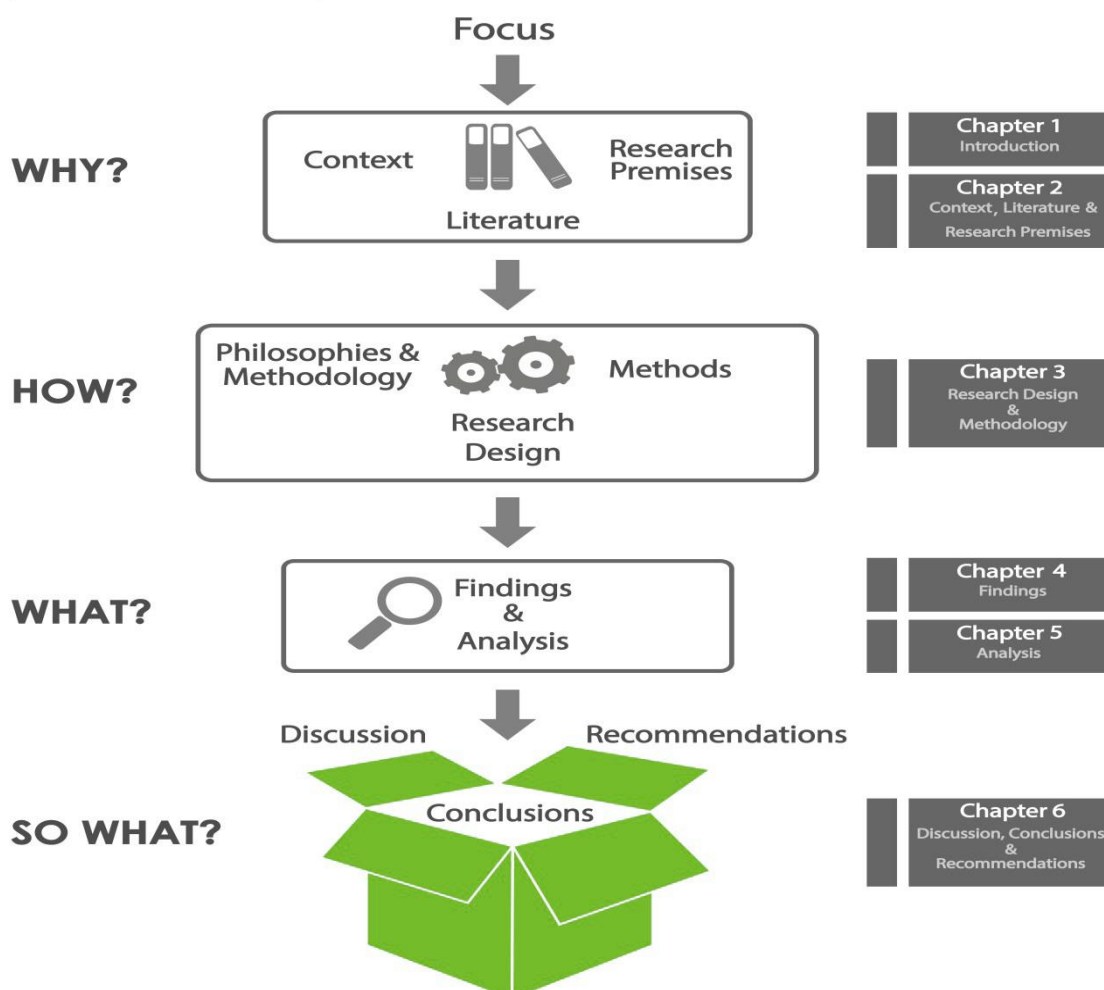 Focus
WHY?
Context
Research
Premises
Literature
Chapter 1
Introduction
Chapter 2
Context, Literature &
Research Premises
HOW?
Philosophies &
Methodology
Methods
Research
Design
Chapter 3
Research Design
&
Methodology
WHAT?
Findings
&
Analysis
Chapter 4
Findings
Chapter 5
Analysis
SO WHAT?
Discussion
Recommendations
Conclusions
Chapter 6
Discussion, Conclusions
&
Recommendations